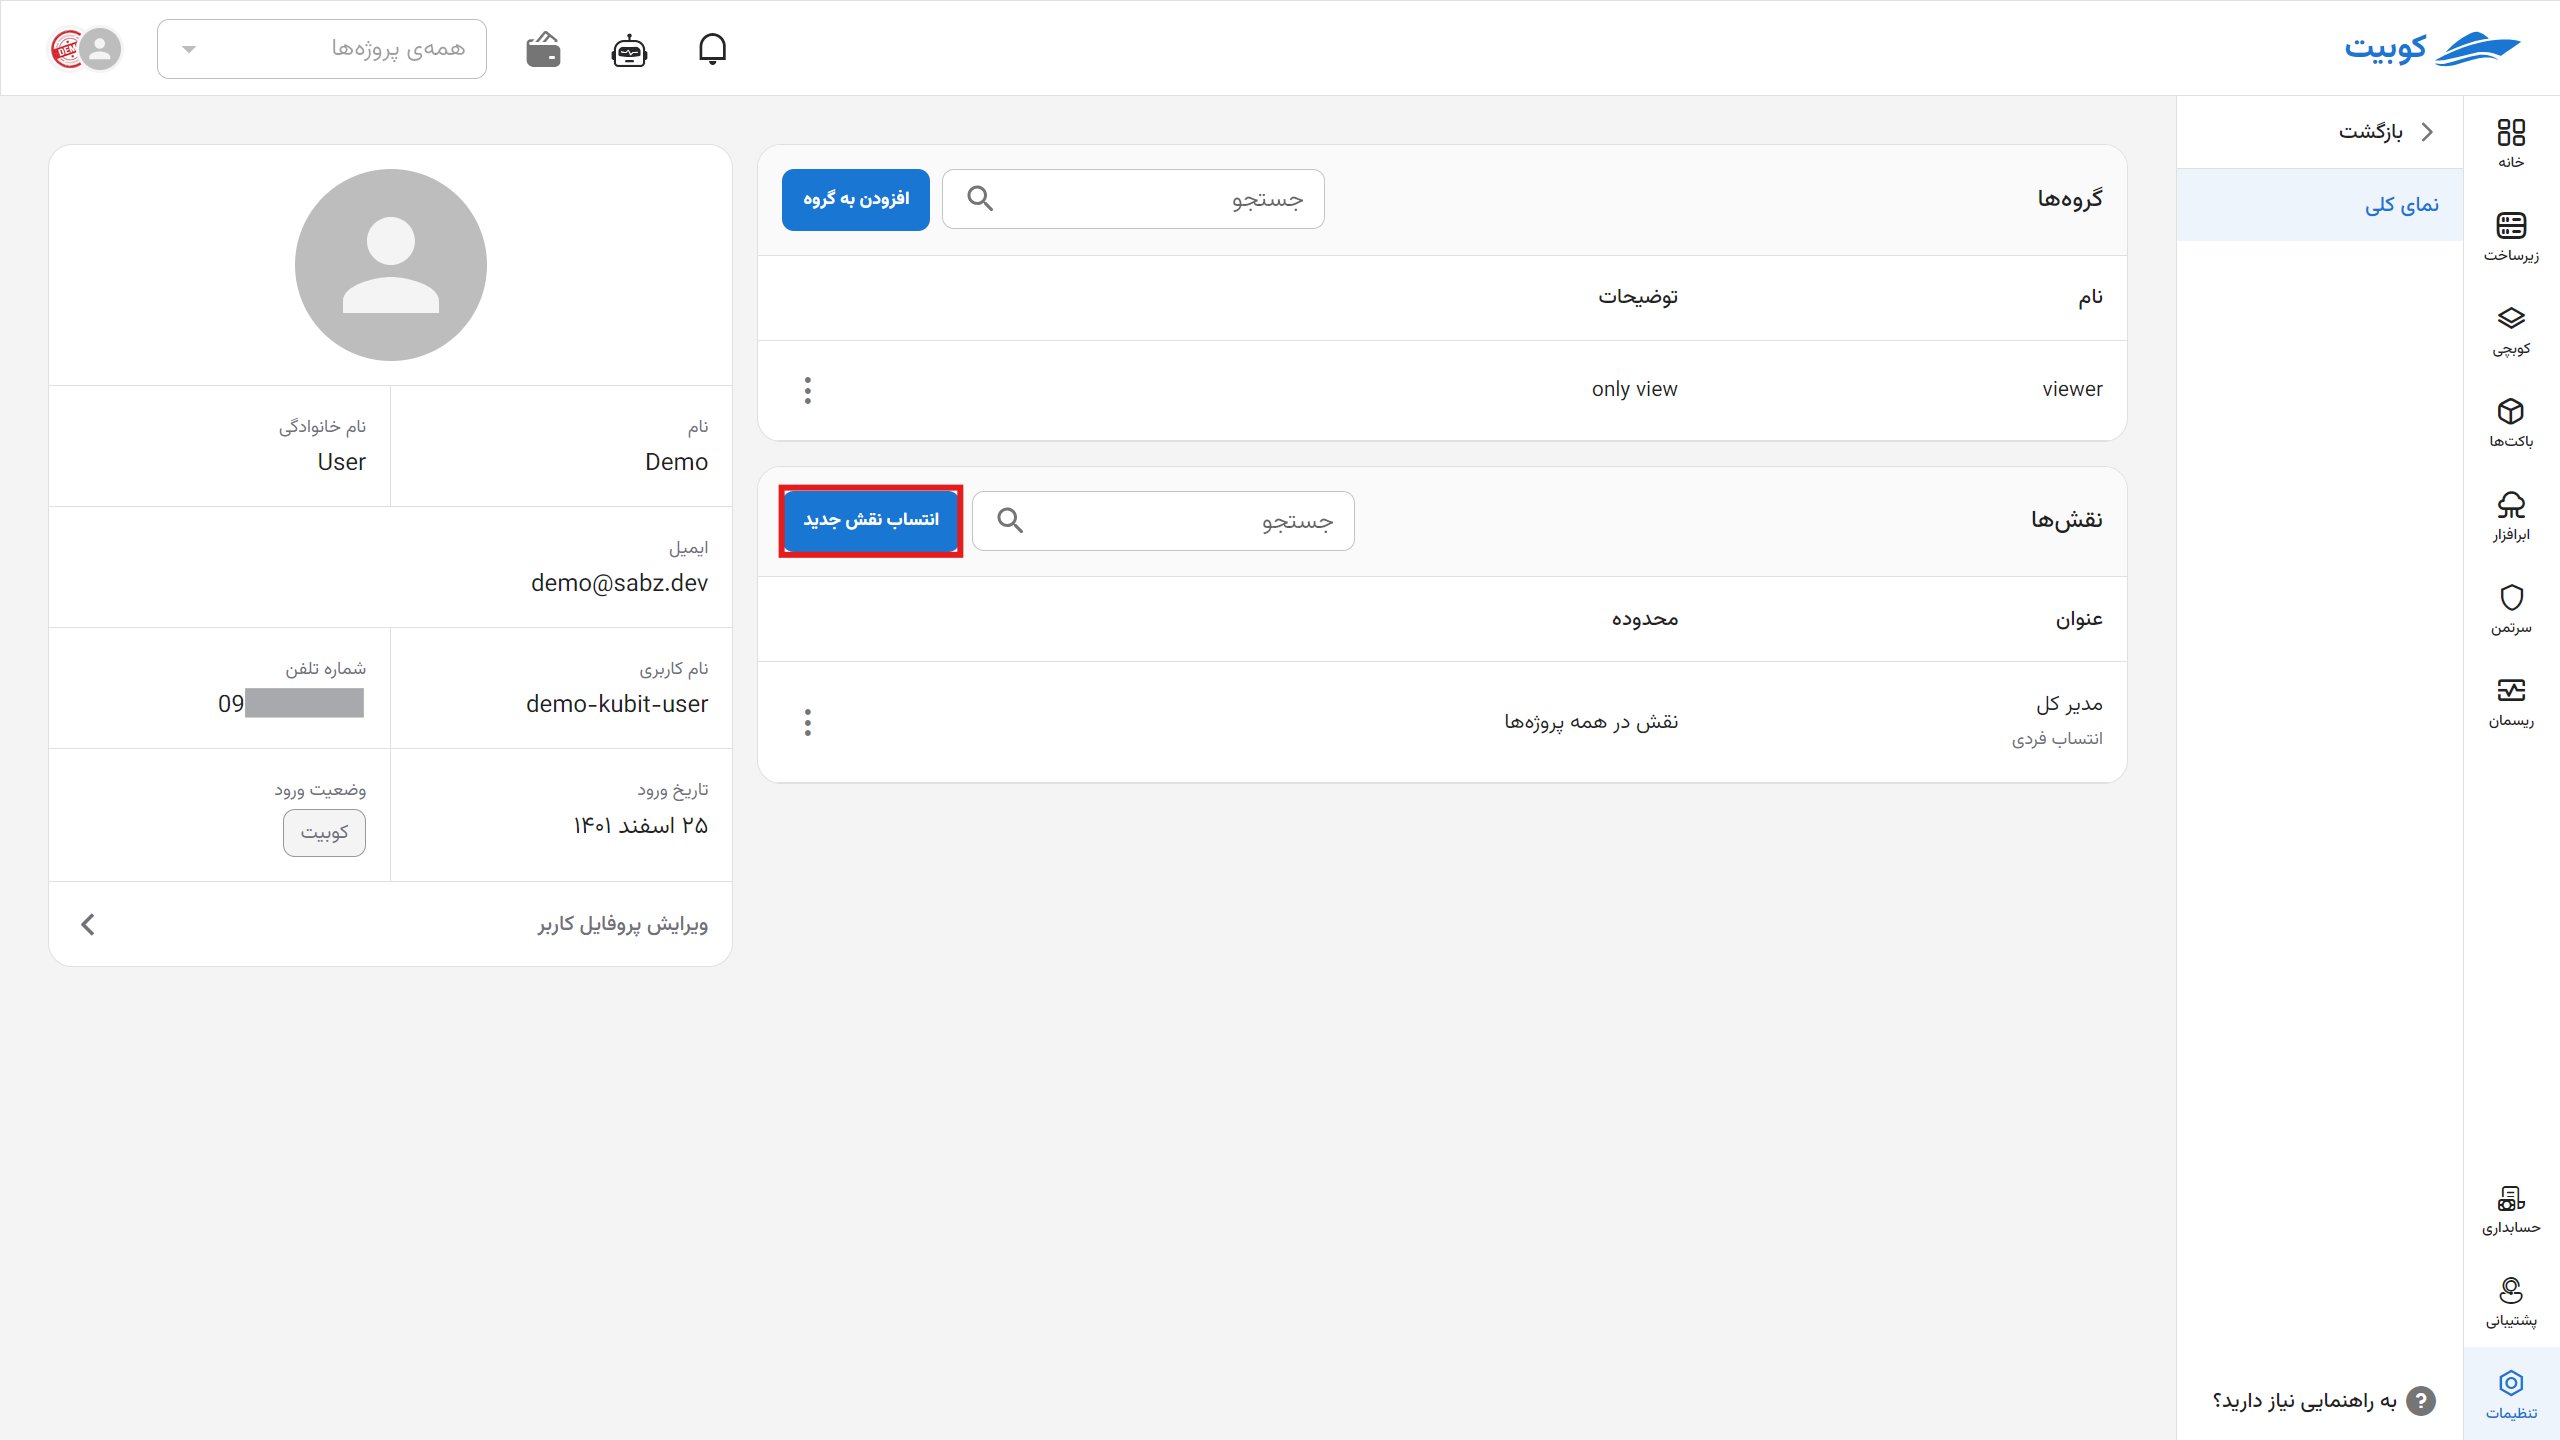 کوبیت
همه‌ی پروژه‌ها
DEMO
خانه
زیرساخت
کوبچی
باکت‌ها
ابرافزار
سرتمن
ریسمان
حسابداری
پشتیبانی
تنظیمات
بازگشت
نمای کلی
به راهنمایی نیاز دارید؟
گروه‌ها
جستجو
افزودن به گروه
نام
توضیحات
viewer
only view
نقش‌ها
جستجو
انتساب نقش جدید
عنوان
محدوده
مدیر کل
انتساب فردی
نقش در همه پروژه‌ها
نام
Demo
نام خانوادگی
User
ایمیل
demo@sabz.dev
نام کاربری
demo-kubit-user
شماره تلفن
09
تاریخ ورود
۲۵ اسفند ۱۴۰۱
وضعیت ورود
کوبیت
ویرایش پروفایل کاربر